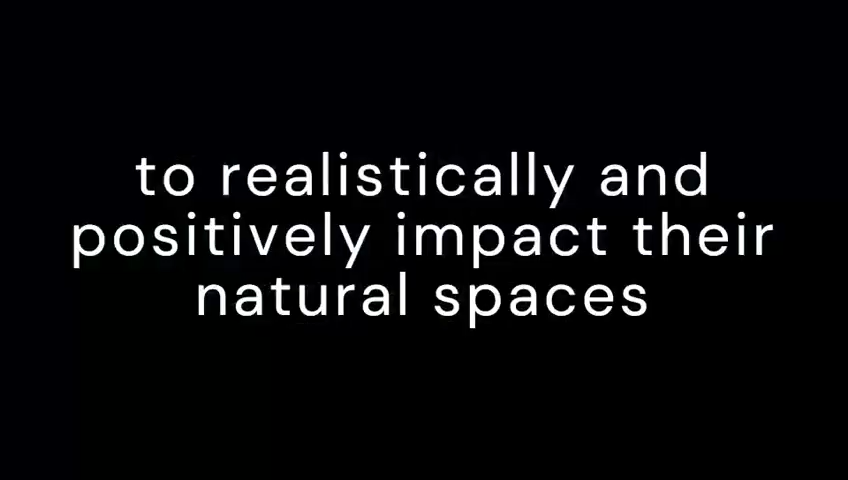 to realistically and
positively impact their
natural spaces